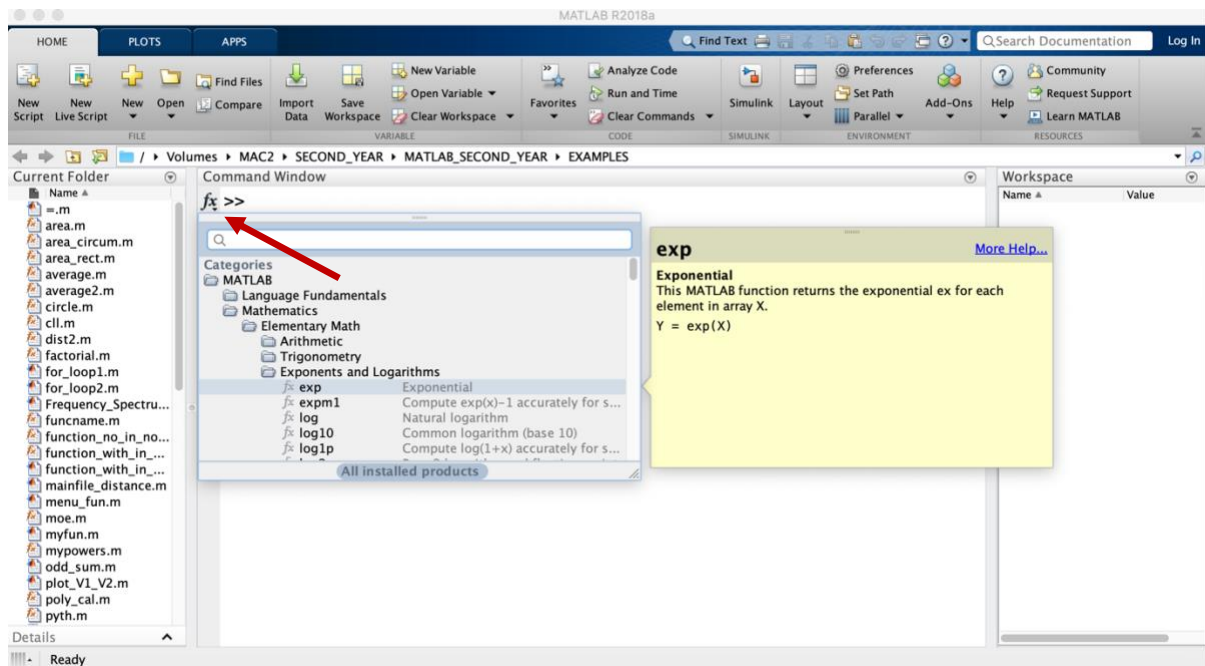 MATLAB R2018a
HOME PLOTS APPS Find Text Search Documentation Log In
New Script
New Live Script
New
Open
Find Files
Compare
Import Data
Save Workspace
New Variable
Open Variable
Clear Workspace
Favorites
Analyze Code
Run and Time
Clear Commands
Simulink
Layout
Preferences
Set Path
Parallel
Add-Ons
Help
Community
Request Support
Learn MATLAB
FILE VARIABLE CODE SIMULINK ENVIRONMENT RESOURCES
/ Volumes MAC2 SECOND_YEAR MATLAB_SECOND_YEAR EXAMPLES
Current Folder
Name
=.m
area.m
area_circum.m
area_rect.m
average.m
average2.m
circle.m
cll.m
dist2.m
factorial.m
for_loop1.m
for_loop2.m
Frequency_Spectru...
funcname.m
function_no_in_no...
function_with_in_...
function_with_in_...
mainfile_distance.m
menu_fun.m
moe.m
myfun.m
mypowers.m
odd_sum.m
plot_V1_V2.m
poly_cal.m
pyth.m
Details
Ready
Command Window
fx >>
Categories
MATLAB
Language Fundamentals
Mathematics
Elementary Math
Arithmetic
Trigonometry
Exponents and Logarithms
fx exp Exponential
fx expm1 Compute exp(x)-1 accurately for s...
fx log Natural logarithm
fx log10 Common logarithm (base 10)
fx log1p Compute log(1+x) accurately for s...
All installed products
exp More Help...
Exponential
This MATLAB function returns the exponential ex for each
element in array X.
Y = exp(X)
Workspace
Name Value